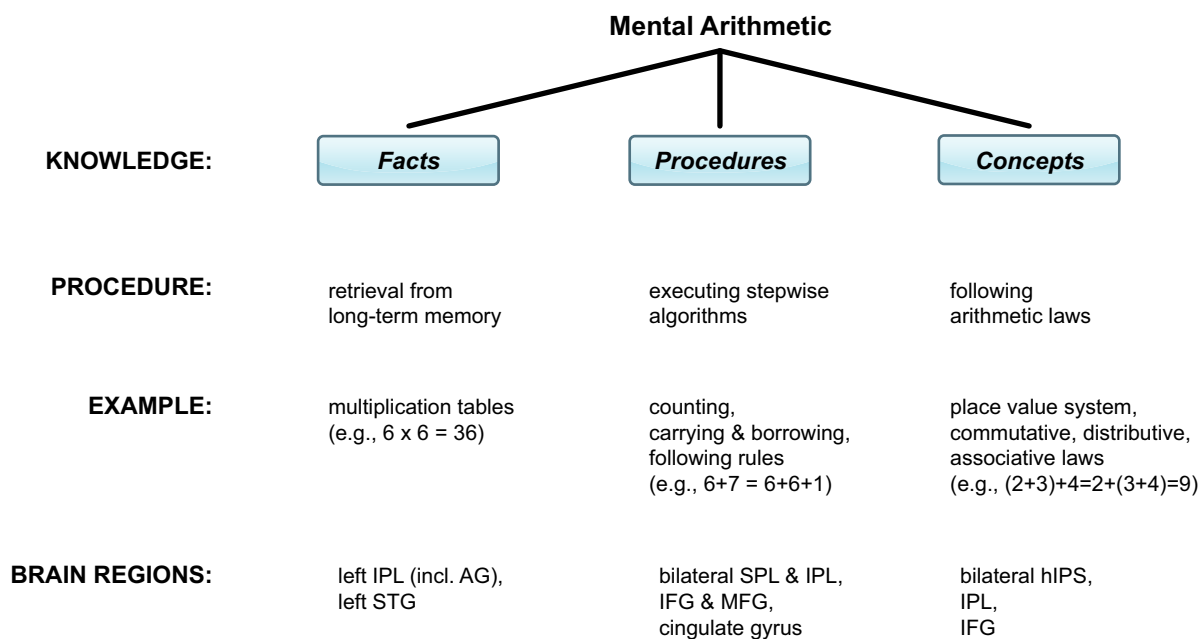 Mental Arithmetic
KNOWLEDGE:
Facts
Procedures
Concepts
PROCEDURE:
retrieval from
long-term memory
executing stepwise
algorithms
following
arithmetic laws
EXAMPLE:
multiplication tables
(e.g., 6 x 6 = 36)
counting,
carrying & borrowing,
following rules
(e.g., 6+7 = 6+6+1)
place value system,
commutative, distributive,
associative laws
(e.g., (2+3)+4=2+(3+4)=9)
BRAIN REGIONS:
left IPL (incl. AG),
left STG
bilateral SPL & IPL,
IFG & MFG,
cingulate gyrus
bilateral hIPS,
IPL,
IFG